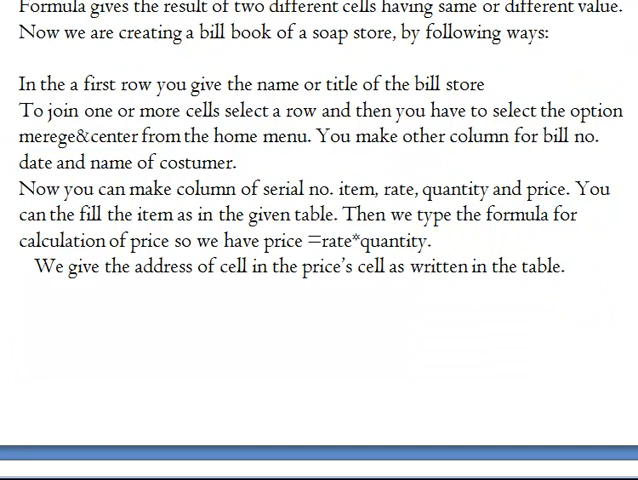 Formula gives the result of two different cells having same or different value.
Now we are creating a bill book of a soap store, by following ways:
In the a first row you give the name or title of the bill store
To join one or more cells select a row and then you have to select the option
merege&center from the home menu. You make other column for bill no.
date and name of costumer.
Now you can make column of serial no. item, rate, quantity and price. You
can the fill the item as in the given table. Then we type the formula for
calculation of price so we have price =rate*quantity.
We give the address of cell in the price's cell as written in the table.